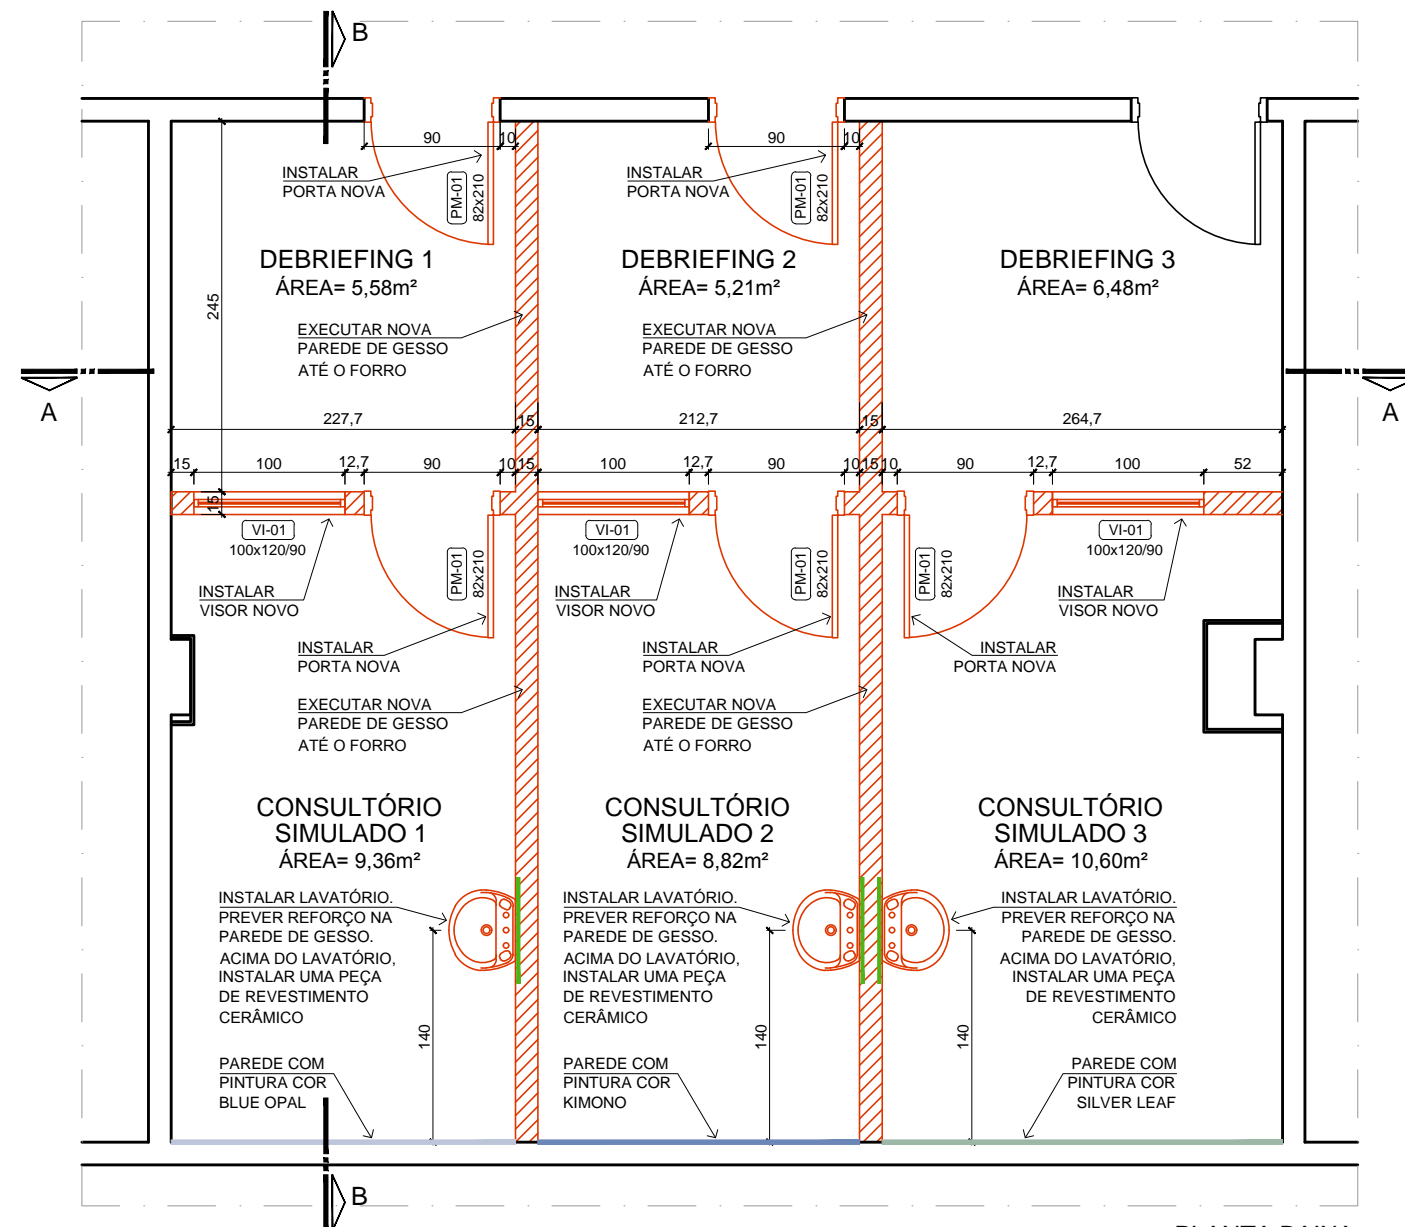 B
90
10
90
10
INSTALAR
PORTA NOVA
PM-01
82x210
INSTALAR
PORTA NOVA
PM-01
82x210
DEBRIEFING 1
ÁREA= 5,58m²
DEBRIEFING 2
ÁREA= 5,21m²
DEBRIEFING 3
ÁREA= 6,48m²
245
EXECUTAR NOVA
PAREDE DE GESSO
ATÉ O FORRO
EXECUTAR NOVA
PAREDE DE GESSO
ATÉ O FORRO
A
A
227,7
15
212,7
15
264,7
15
100
12,7
90
10
15
100
12,7
90
10
15
10
90
12,7
100
52
15
VI-01
100x120/90
PM-01
82x210
VI-01
100x120/90
PM-01
82x210
PM-01
82x210
VI-01
100x120/90
INSTALAR
VISOR NOVO
INSTALAR
VISOR NOVO
INSTALAR
VISOR NOVO
INSTALAR
PORTA NOVA
INSTALAR
PORTA NOVA
INSTALAR
PORTA NOVA
EXECUTAR NOVA
PAREDE DE GESSO
ATÉ O FORRO
EXECUTAR NOVA
PAREDE DE GESSO
ATÉ O FORRO
CONSULTÓRIO
SIMULADO 1
ÁREA= 9,36m²
CONSULTÓRIO
SIMULADO 2
ÁREA= 8,82m²
CONSULTÓRIO
SIMULADO 3
ÁREA= 10,60m²
INSTALAR LAVATÓRIO.
PREVER REFORÇO NA
PAREDE DE GESSO.
ACIMA DO LAVATÓRIO,
INSTALAR UMA PEÇA
DE REVESTIMENTO
CERÂMICO
INSTALAR LAVATÓRIO.
PREVER REFORÇO NA
PAREDE DE GESSO.
ACIMA DO LAVATÓRIO,
INSTALAR UMA PEÇA
DE REVESTIMENTO
CERÂMICO
INSTALAR LAVATÓRIO.
PREVER REFORÇO NA
PAREDE DE GESSO.
ACIMA DO LAVATÓRIO,
INSTALAR UMA PEÇA
DE REVESTIMENTO
CERÂMICO
140
140
140
PAREDE COM
PINTURA COR
BLUE OPAL
PAREDE COM
PINTURA COR
KIMONO
PAREDE COM
PINTURA COR
SILVER LEAF
B